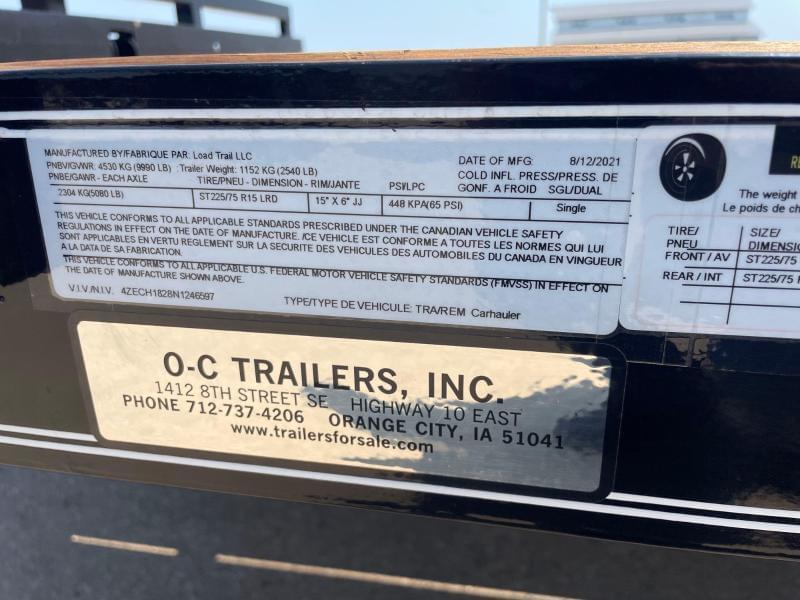 MANUFACTURED BY/FABRIQUE PAR: Load Trail LLC
DATE OF MFG: 8/12/2021
PNBV/GVWR: 4530 KG (9990 LB) :Trailer Weight: 1152 KG (2540 LB)
COLD INFL. PRESS/PRESS. DE
PNBE/GAWR - EACH AXLE TIRE/PNEU - DIMENSION - RIM/JANTE PSI/LPC GONF. A FROID SGL/DUAL
2304 KG(5080 LB) ST225/75 R15 LRD 15" X 6" JJ 448 KPA(65 PSI) Single
THIS VEHICLE CONFORMS TO ALL APPLICABLE STANDARDS PRESCRIBED UNDER THE CANADIAN VEHICLE SAFETY
REGULATIONS IN EFFECT ON THE DATE OF MANUFACTURE. /CE VEHICLE EST CONFORME A TOUTES LES NORMES QUI LUI
SONT APPLICABLES EN VERTU REGLEMENT SUR LA SECURITE DES VEHICULES DES AUTOMOBILES DU CANADA EN VINGUEUR
A LA DATE DE SA FABRICATION.
THIS VEHICLE CONFORMS TO ALL APPLICABLE U.S. FEDERAL MOTOR VEHICLE SAFETY STANDARDS (FMVSS) IN EFFECT ON
THE DATE OF MANUFACTURE SHOWN ABOVE.
V.I.V./N.I.V. 4ZECH1828N1246597 TYPE/TYPE DE VEHICULE: TRA/REM Carhauler
The weight
Le poids de
TIRE/ SIZE/
PNEU
FRONT / AV ST225/75
REAR / INT ST225/75
O-C TRAILERS, INC.
1412 8TH STREET SE HIGHWAY 10 EAST
PHONE 712-737-4206 ORANGE CITY, IA 51041
www.trailersforsale.com